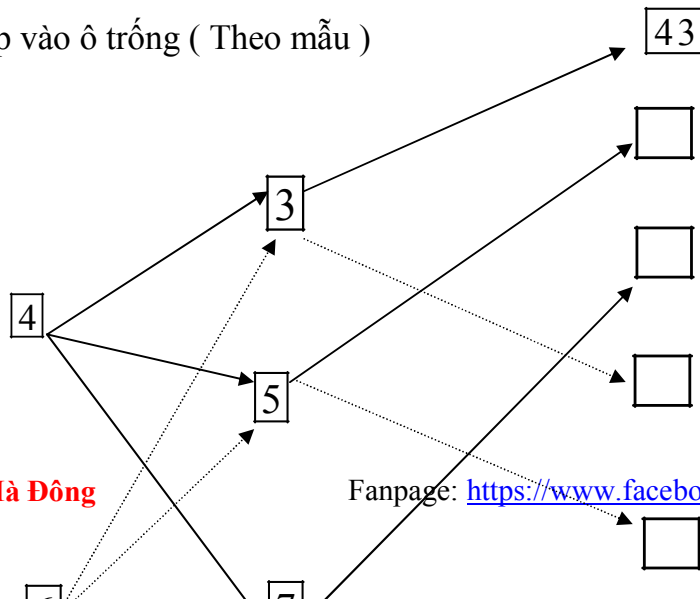 vào ô trống ( Theo mẫu )
43
3
4
5
Hà Đông
Fanpage: https://www.facebo
7